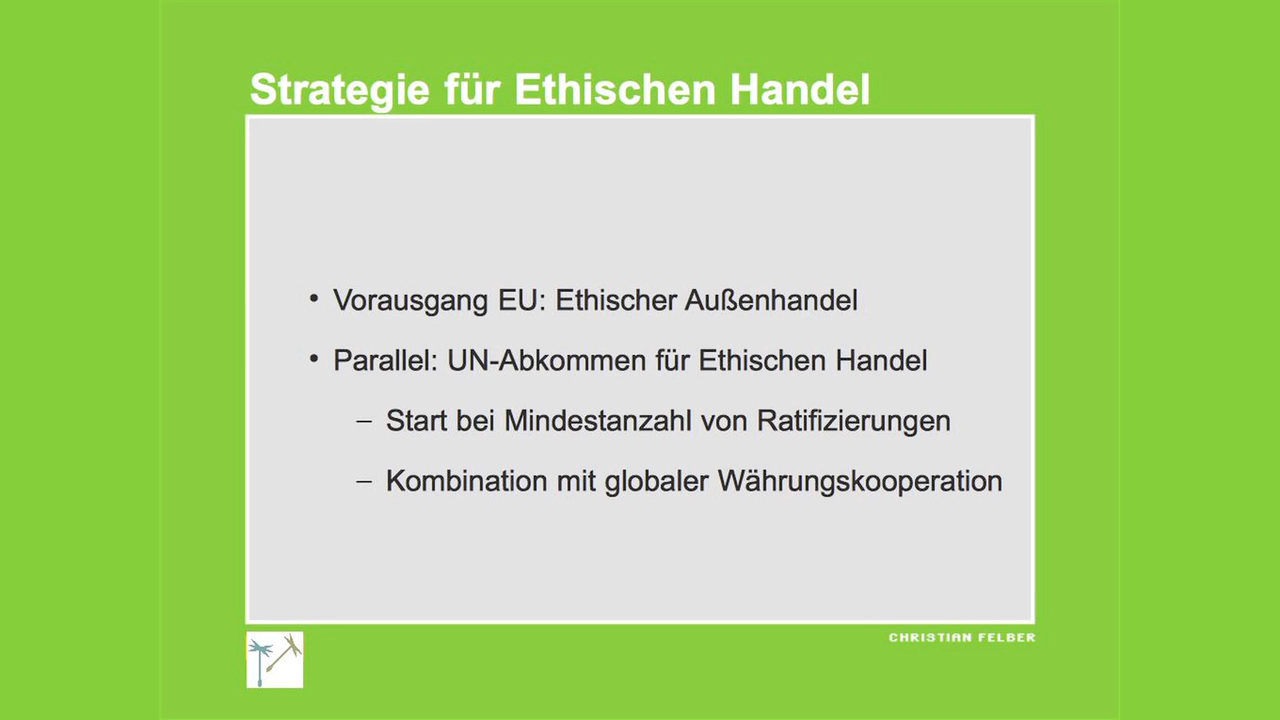 Strategie für Ethischen Handel
• Vorausgang EU: Ethischer Außenhandel
• Parallel: UN-Abkommen für Ethischen Handel
– Start bei Mindestanzahl von Ratifizierungen
– Kombination mit globaler Währungskooperation
CHRISTIAN FELBER